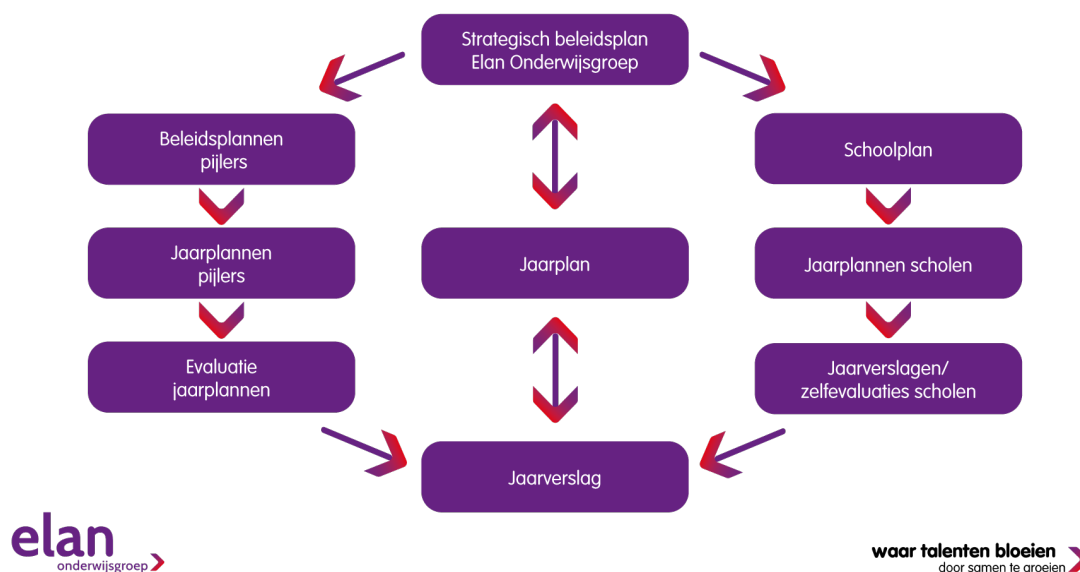 Strategisch beleidsplan
Elan Onderwijsgroep
Beleidsplannen
pijlers
Schoolplan
Jaarplannen
pijlers
Jaarplan
Jaarplannen scholen
Evaluatie
jaarplannen
Jaarverslagen/
zelfevaluaties scholen
Jaarverslag
elan
onderwijsgroep
waar talenten bloeien
door samen te groeien